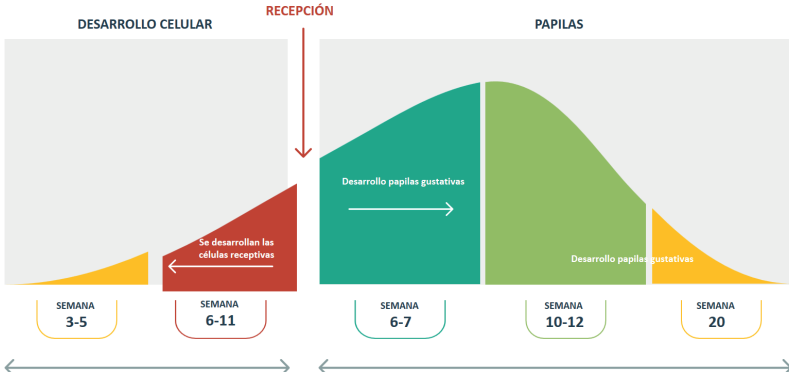 RECEPCIÓN
DESARROLLO CELULAR
PAPILAS
Desarrollo papilas gustativas
Se desarrollan las
células receptivas
Desarrollo papilas gustativas
SEMANA
3-5
SEMANA
6-11
SEMANA
6-7
SEMANA
10-12
SEMANA
20